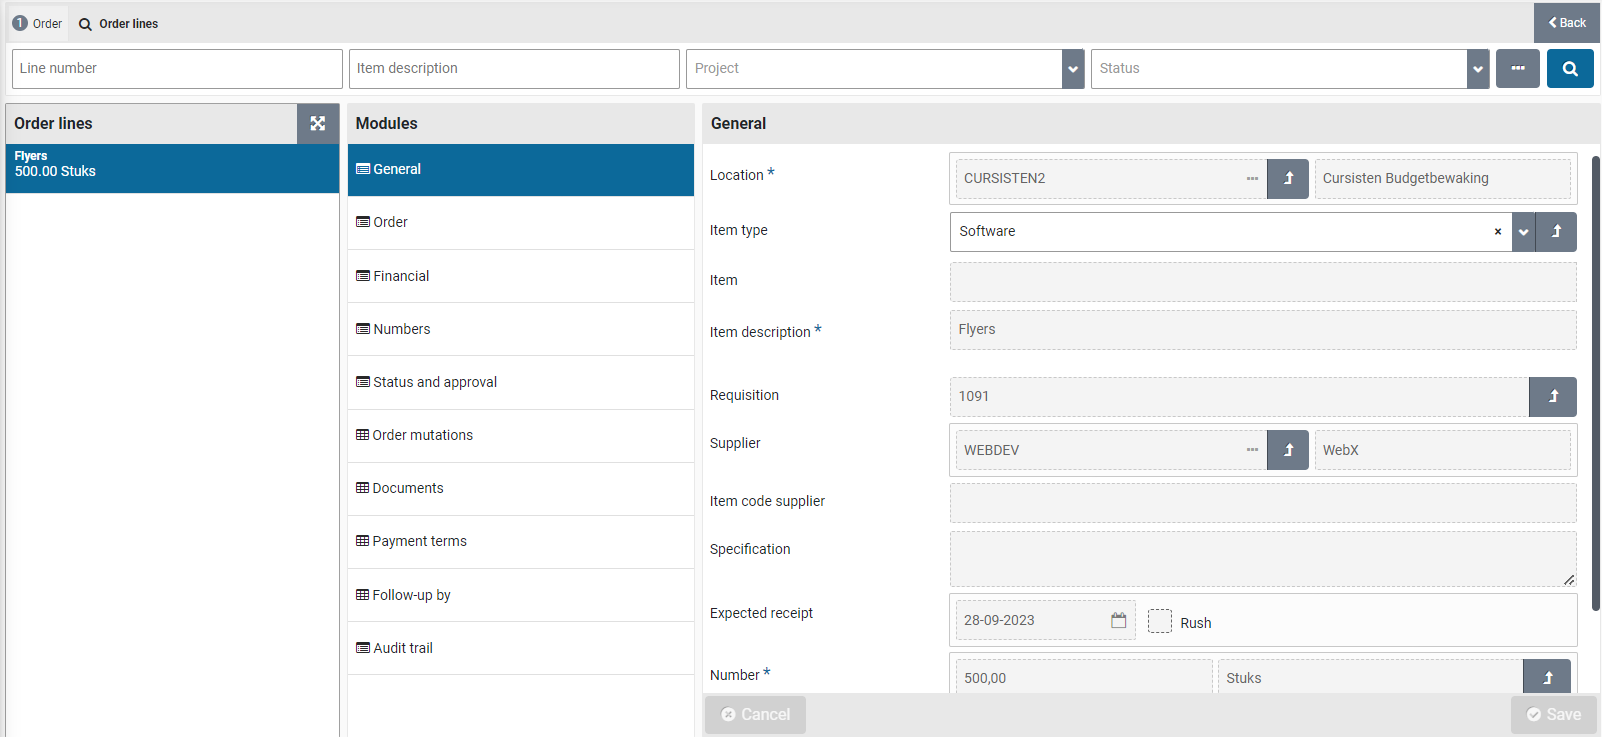 1 Order Order lines Back
Line number Item description Project Status
Order lines
Flyers
500.00 Stuks
Modules
General
Order
Financial
Numbers
Status and approval
Order mutations
Documents
Payment terms
Follow-up by
Audit trail
General
Location * CURSISTEN2 Cursisten Budgetbewaking
Item type Software
Item
Item description * Flyers
Requisition 1091
Supplier WEBDEV WebX
Item code supplier
Specification
Expected receipt 28-09-2023 Rush
Number * 500,00 Stuks
Cancel Save